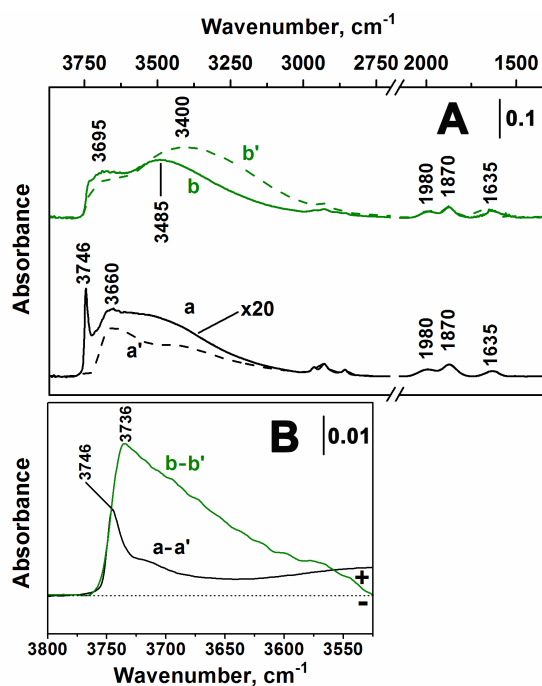 Wavenumber, cm-1
3750 3500 3250 3000 2750 2000 1500
A
0.1
3695
3400
b'
b
3485
1980
1870
1635
Absorbance
3746
3660
a
x20
a'
1980
1870
1635
B
0.01
3736
3746
b-b'
a-a'
+
-
Absorbance
3800 3750 3700 3650 3600 3550
Wavenumber, cm-1